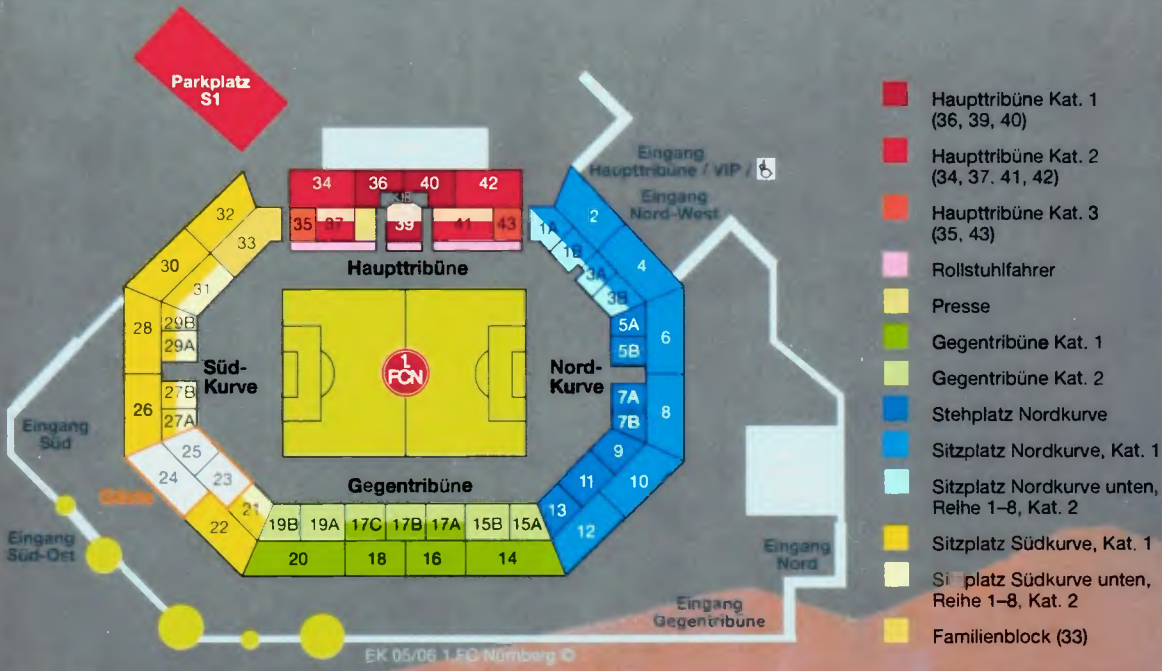 Parkplatz
S1
Eingang
Haupttribüne / VIP /
Eingang
Nord-West
34
36
40
42
35
37
39
41
43
Haupttribüne
32
33
30
31
28
29B
29A
26
27B
27A
25
24
23
22
21
Süd-
Kurve
1.
FCN
Nord-
Kurve
1A
2
1B
3A
4
3B
5A
5B
6
7A
7B
8
9
10
11
13
12
Gegentribüne
19B
19A
17C
17B
17A
15B
15A
20
18
16
14
Eingang
Süd
Gäste
Eingang
Süd-Ost
Eingang
Nord
Eingang
Gegentribüne
EK 05/06 1.FC Nürnberg ©
Haupttribüne Kat. 1
(36, 39, 40)
Haupttribüne Kat. 2
(34, 37. 41, 42)
Haupttribüne Kat. 3
(35, 43)
Rollstuhlfahrer
Presse
Gegentribüne Kat. 1
Gegentribüne Kat. 2
Stehplatz Nordkurve
Sitzplatz Nordkurve, Kat. 1
Sitzplatz Nordkurve unten,
Reihe 1–8, Kat. 2
Sitzplatz Südkurve, Kat. 1
Sitzplatz Südkurve unten,
Reihe 1–8, Kat. 2
Familienblock (33)